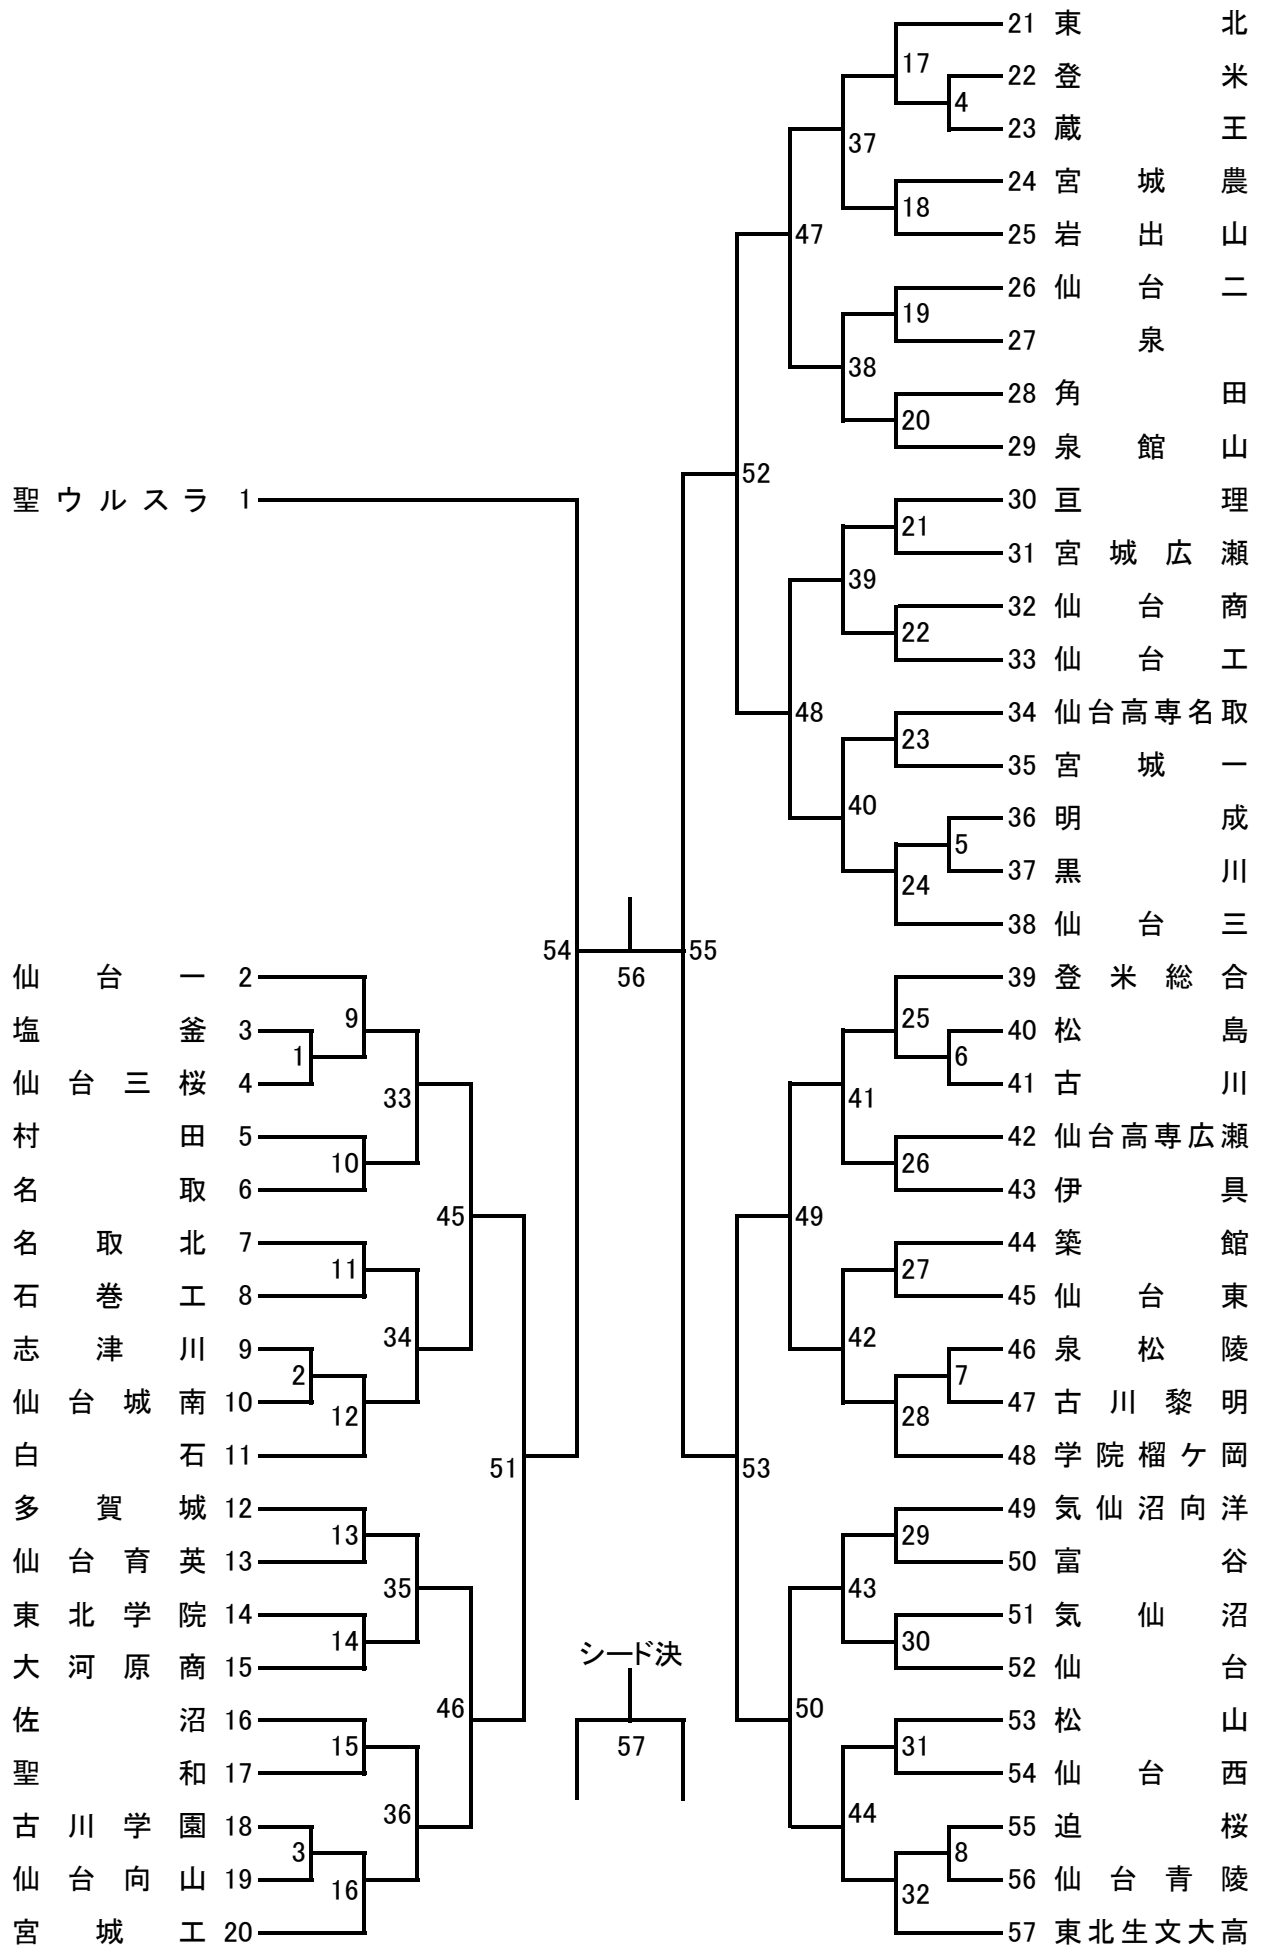 聖ウルスラ 1
仙台一 2
塩釜 3
仙台三桜 4
村田 5
名取 6
名取北 7
石巻工 8
志津川 9
仙台城南 10
白石 11
多賀城 12
仙台育英 13
東北学院 14
大河原商 15
佐沼 16
聖和 17
古川学園 18
仙台向山 19
宮城工 20
9
1
33
10
45
11
34
2
12
51
13
35
14
46
15
36
3
16
54
56
55
シード決
57
52
53
47
48
49
50
37
38
39
40
41
42
43
44
17
4
18
19
20
21
22
23
5
24
25
6
26
27
7
28
29
30
31
8
32
21 東北
22 登米
23 蔵王
24 宮城農
25 岩出山
26 仙台二
27 泉
28 角田
29 泉館山
30 亘理
31 宮城広瀬
32 仙台商
33 仙台工
34 仙台高専名取
35 宮城一
36 明成
37 黒川
38 仙台三
39 登米総合
40 松島
41 古川
42 仙台高専広瀬
43 伊具
44 築館
45 仙台東
46 泉松陵
47 古川黎明
48 学院榴ケ岡
49 気仙沼向洋
50 富谷
51 気仙沼
52 仙台
53 松山
54 仙台西
55 迫桜
56 仙台青陵
57 東北生文大高